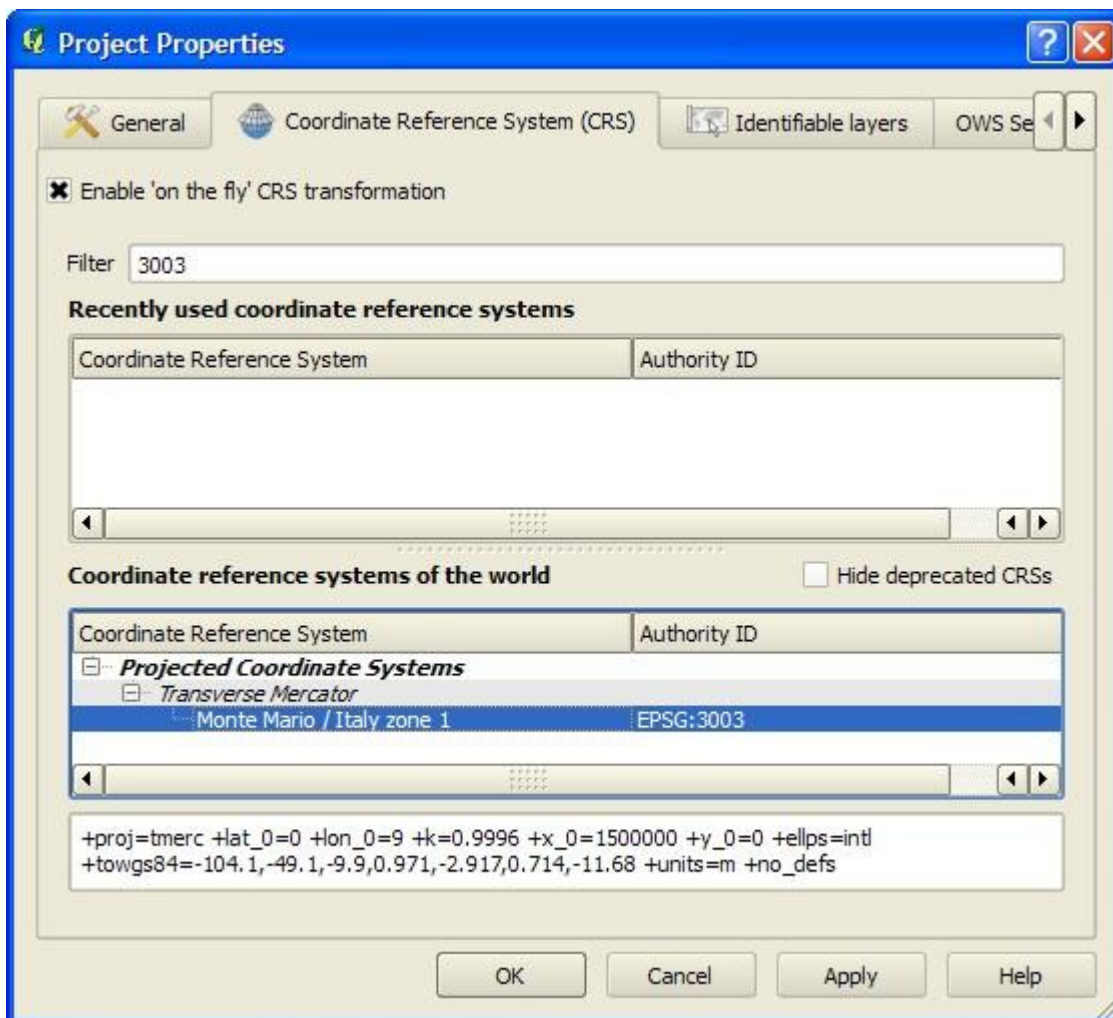 Project Properties
General
Coordinate Reference System (CRS)
Identifiable layers
OWS Se
Enable 'on the fly' CRS transformation
Filter 3003
Recently used coordinate reference systems
Coordinate Reference System Authority ID
Coordinate reference systems of the world
Hide deprecated CRSs
Coordinate Reference System Authority ID
Projected Coordinate Systems
Transverse Mercator
Monte Mario / Italy zone 1 EPSG:3003
+proj=tmerc +lat_0=0 +lon_0=9 +k=0.9996 +x_0=1500000 +y_0=0 +ellps=intl
+towgs84=-104.1,-49.1,-9.9,0.971,-2.917,0.714,-11.68 +units=m +no_defs
OK Cancel Apply Help